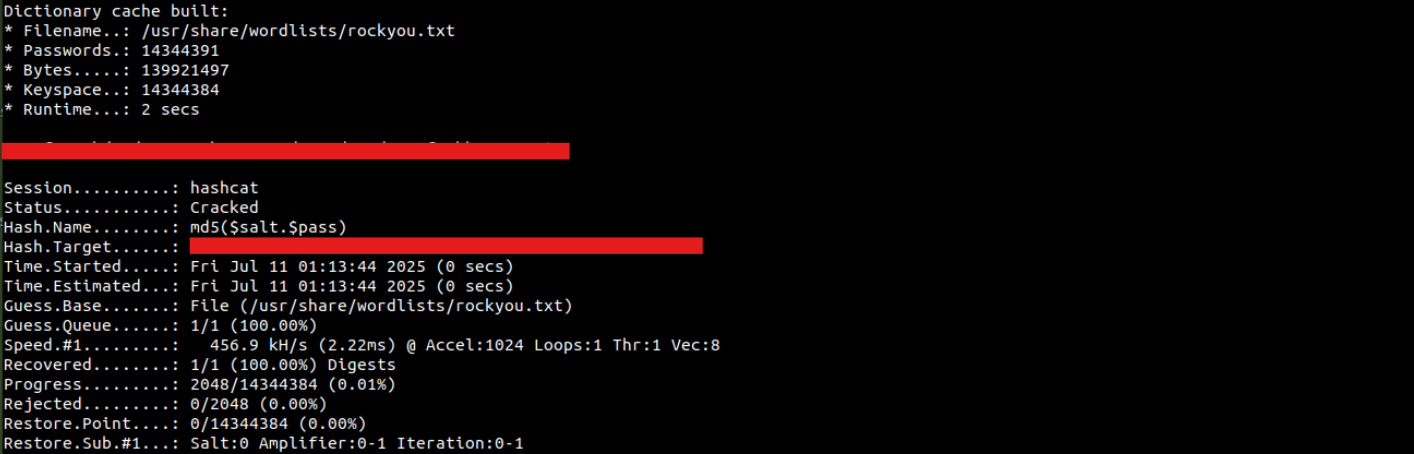 Dictionary cache built:
* Filename..: /usr/share/wordlists/rockyou.txt
* Passwords.: 14344391
* Bytes.....: 139921497
* Keyspace..: 14344384
* Runtime...: 2 secs
Session..........: hashcat
Status...........: Cracked
Hash.Name........: md5($salt.$pass)
Hash.Target......:
Time.Started.....: Fri Jul 11 01:13:44 2025 (0 secs)
Time.Estimated...: Fri Jul 11 01:13:44 2025 (0 secs)
Guess.Base.......: File (/usr/share/wordlists/rockyou.txt)
Guess.Queue......: 1/1 (100.00%)
Speed.#1.........:   456.9 kH/s (2.22ms) @ Accel:1024 Loops:1 Thr:1 Vec:8
Recovered........: 1/1 (100.00%) Digests
Progress.........: 2048/14344384 (0.01%)
Rejected.........: 0/2048 (0.00%)
Restore.Point....: 0/14344384 (0.00%)
Restore.Sub.#1...: Salt:0 Amplifier:0-1 Iteration:0-1